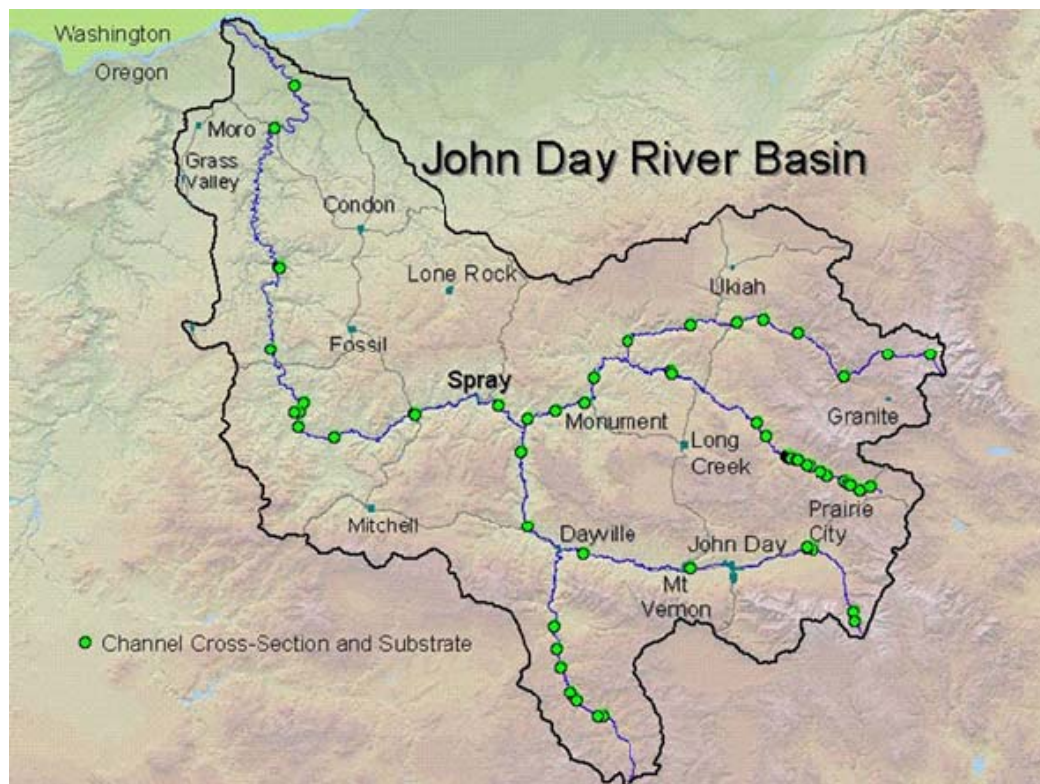 Washington
Oregon
Moro
John Day River Basin
Grass
Valley
Condon
Lone Rock
Ukiah
Fossil
Spray
Monument
Granite
Long
Creek
Prairie
City
Mitchell
Dayville
John Day
Mt
Vernon
Channel Cross-Section and Substrate